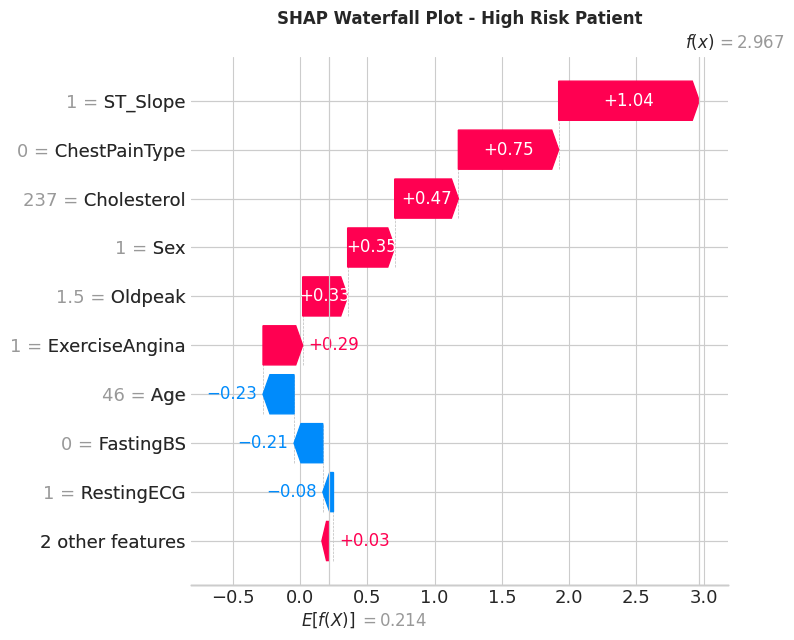 SHAP Waterfall Plot - High Risk Patient
f(x) = 2.967
1 = ST_Slope +1.04
0 = ChestPainType +0.75
237 = Cholesterol +0.47
1 = Sex +0.35
1.5 = Oldpeak +0.33
1 = ExerciseAngina +0.29
46 = Age −0.23
0 = FastingBS −0.21
1 = RestingECG −0.08
2 other features +0.03
−0.5 0.0 0.5 1.0 1.5 2.0 2.5 3.0
E[f(X)] = 0.214